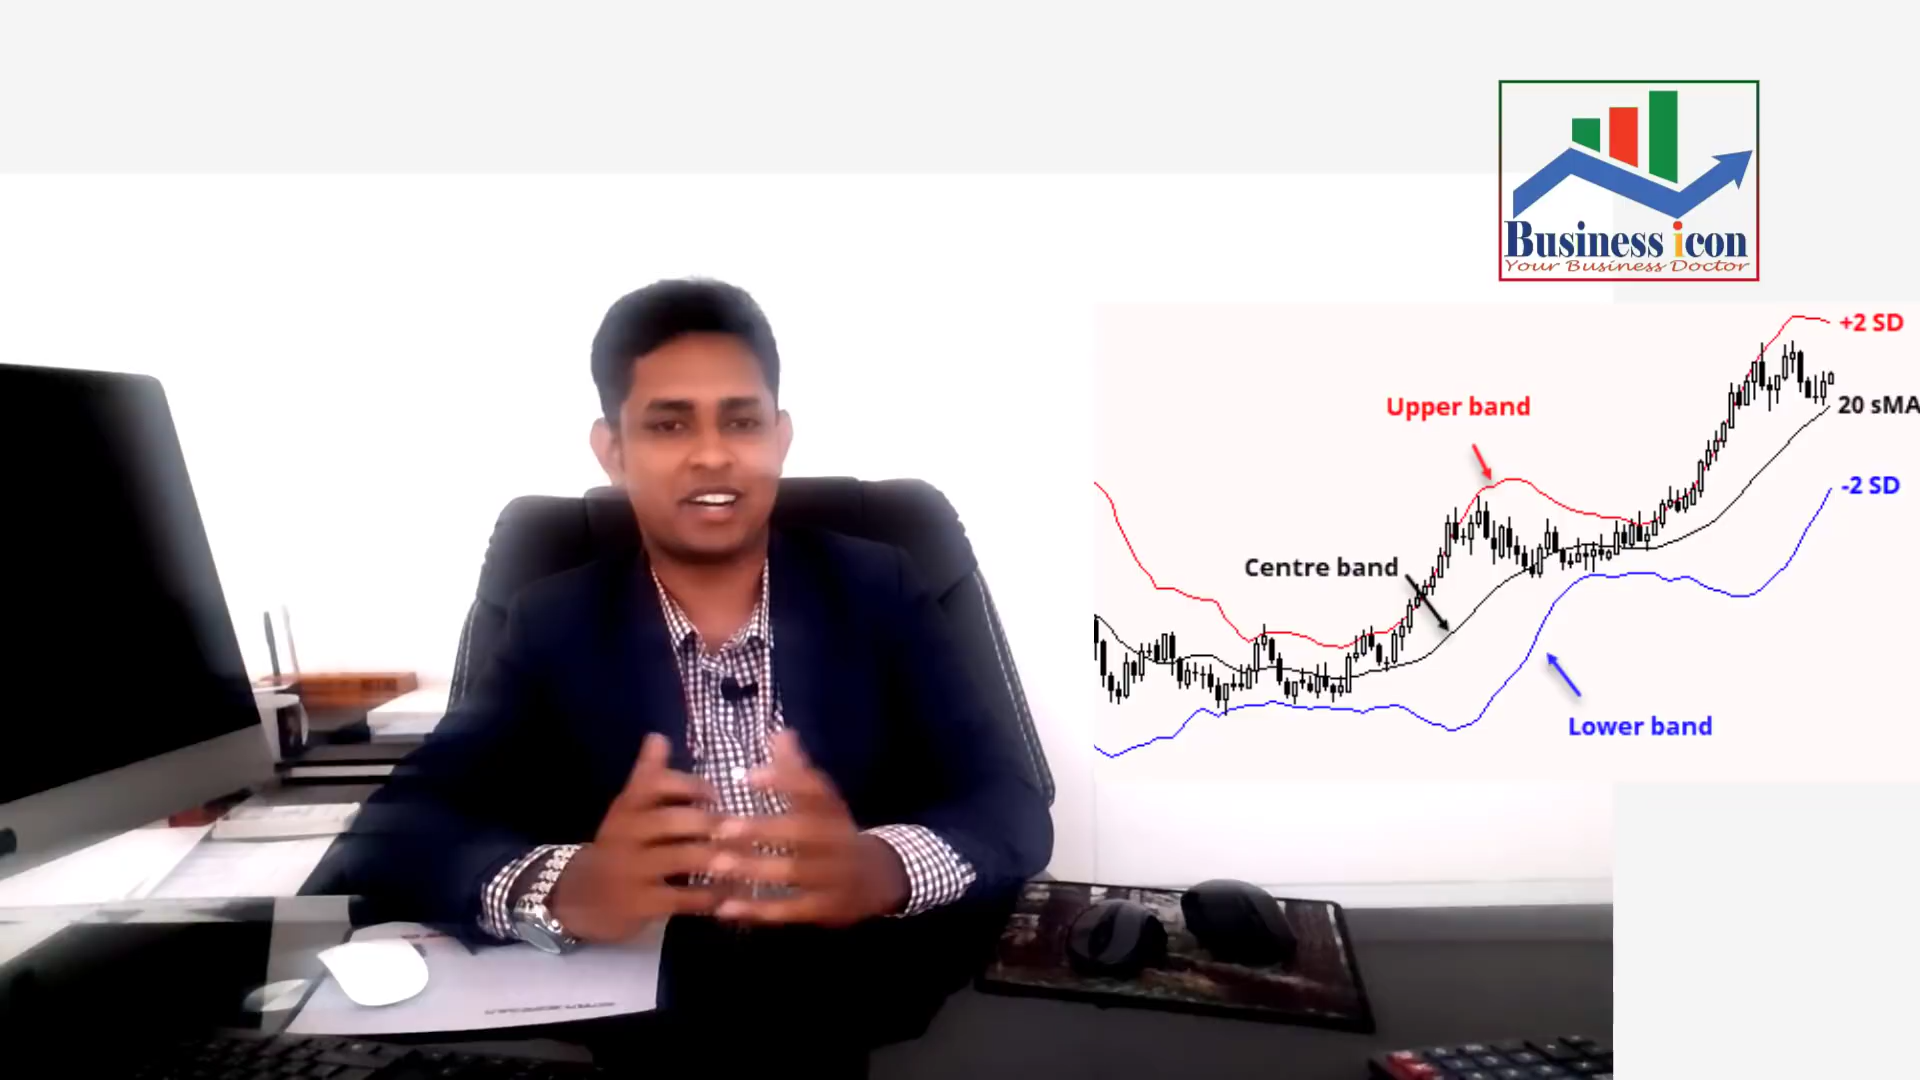 Business icon
Your Business Doctor
+2 SD
Upper band
20 sMA
-2 SD
Centre band
Lower band